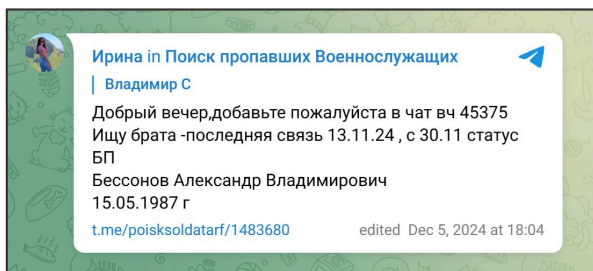 Ирина in Поиск пропавших Военнослужащих
Владимир С
Добрый вечер,добавьте пожалуйста в чат вч 45375
Ищу брата -последняя связь 13.11.24 , с 30.11 статус
БП
Бессонов Александр Владимирович
15.05.1987 г
t.me/poisksoldatarf/1483680 edited Dec 5, 2024 at 18:04